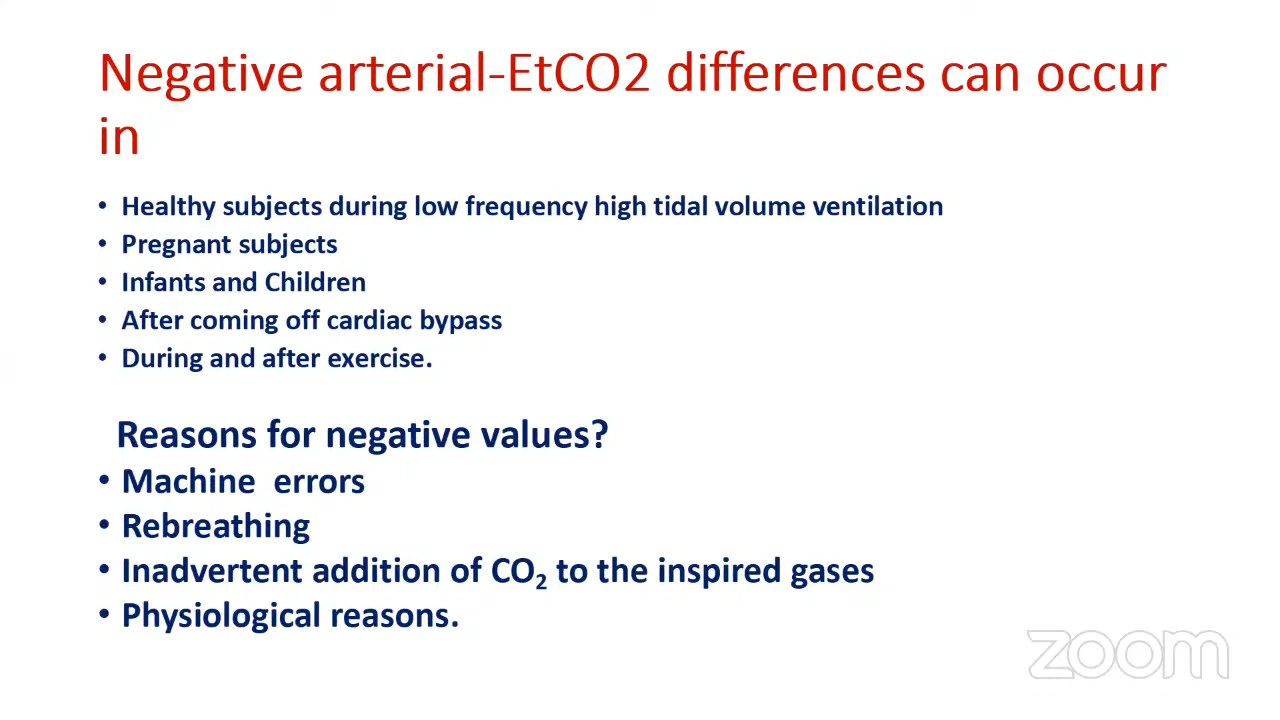 Negative arterial-EtCO2 differences can occur
in
• Healthy subjects during low frequency high tidal volume ventilation
• Pregnant subjects
• Infants and Children
• After coming off cardiac bypass
• During and after exercise.
Reasons for negative values?
• Machine  errors
• Rebreathing
• Inadvertent addition of CO₂ to the inspired gases
• Physiological reasons.
zoom